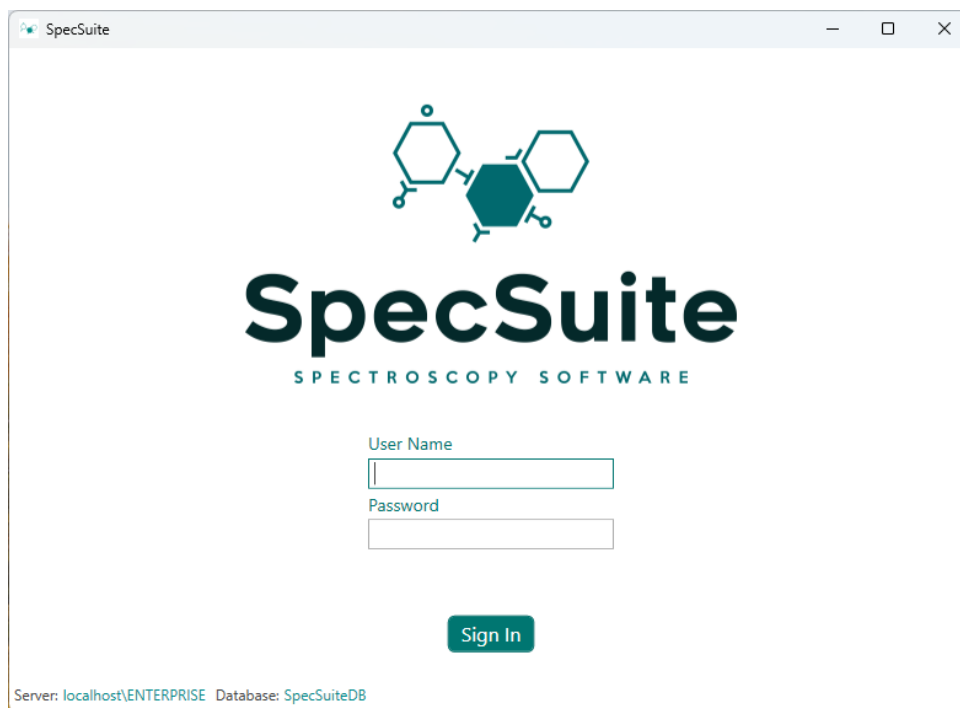 SpecSuite
SpecSuite
SPECTROSCOPY SOFTWARE
User Name
Password
Sign In
Server: localhost\ENTERPRISE Database: SpecSuiteDB